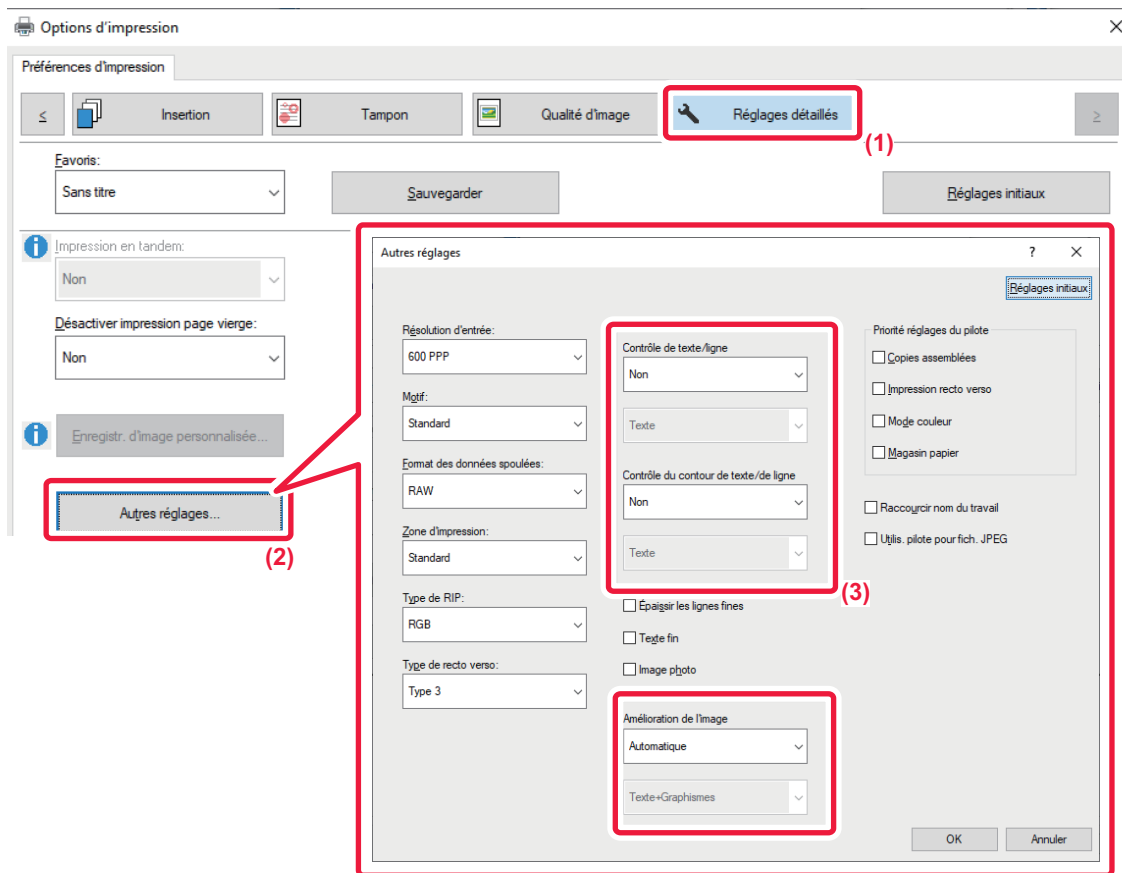 Options d'impression
Préférences d'impression
≤
Insertion
Tampon
Qualité d'image
Réglages détaillés
≥
(1)
Favoris:
Sans titre
Sauvegarder
Réglages initiaux
Impression en tandem:
Non
Désactiver impression page vierge:
Non
Enregistr. d'image personnalisée...
Autres réglages...
(2)
Autres réglages
?
Réglages initiaux
Résolution d'entrée:
600 PPP
Motif:
Standard
Format des données spoulées:
RAW
Zone d'impression:
Standard
Type de RIP:
RGB
Type de recto verso:
Type 3
Contrôle de texte/ligne
Non
Texte
Contrôle du contour de texte/de ligne
Non
Texte
(3)
Épaissir les lignes fines
Texte fin
Image photo
Amélioration de l'image
Automatique
Texte+Graphismes
Priorité réglages du pilote
Copies assemblées
Impression recto verso
Mode couleur
Magasin papier
Raccourcir nom du travail
Utilis. pilote pour fich. JPEG
OK
Annuler